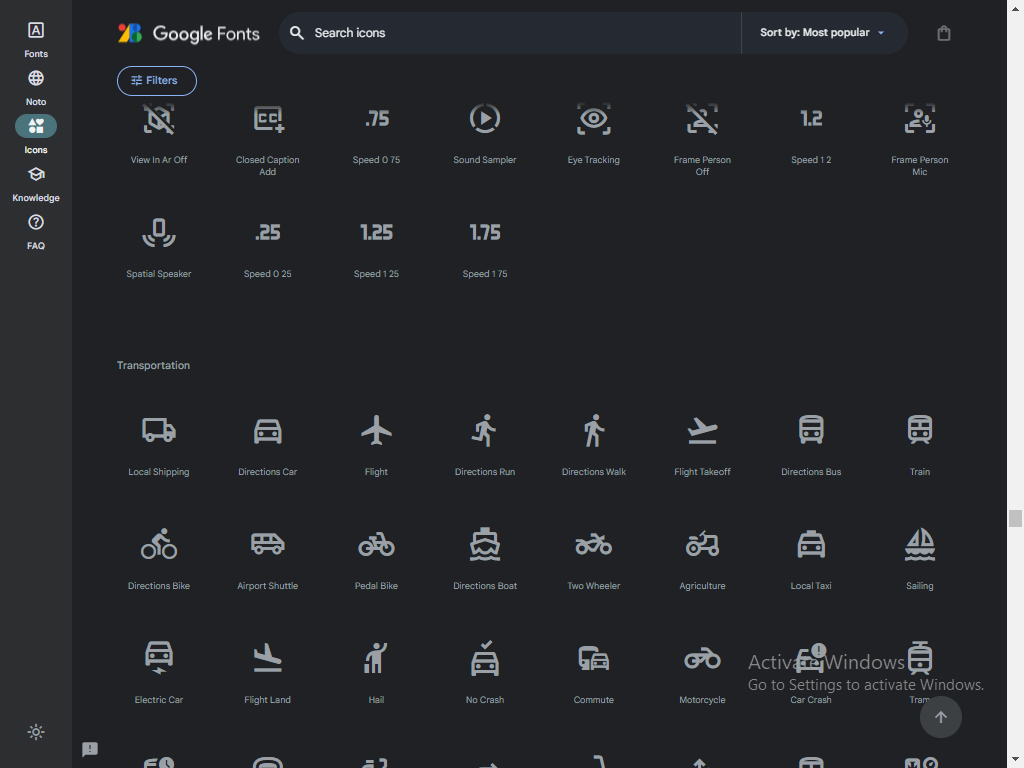 Fonts
Noto
Icons
Knowledge
FAQ
Google Fonts
Search icons
Sort by: Most popular
Filters
View In Ar Off
Closed Caption
Add
.75
Speed 0 75
Sound Sampler
Eye Tracking
Frame Person
Off
1.2
Speed 1 2
Frame Person
Mic
Spatial Speaker
.25
Speed 0 25
1.25
Speed 1 25
1.75
Speed 1 75
Transportation
Local Shipping
Directions Car
Flight
Directions Run
Directions Walk
Flight Takeoff
Directions Bus
Train
Directions Bike
Airport Shuttle
Pedal Bike
Directions Boat
Two Wheeler
Agriculture
Local Taxi
Sailing
Electric Car
Flight Land
Hail
No Crash
Commute
Motorcycle
Car Crash
Tram
Activate Windows
Go to Settings to activate Windows.